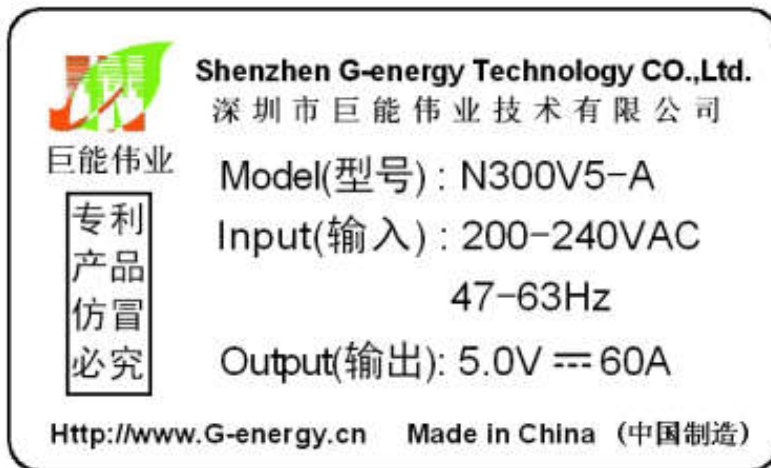 Shenzhen G-energy Technology CO.,Ltd.
深圳市巨能伟业技术有限公司
巨能伟业
专利
产品
仿冒
必究
Model(型号) : N300V5-A
Input(输入) : 200-240VAC
47-63Hz
Output(输出): 5.0V ⎓ 60A
Http://www.G-energy.cn Made in China (中国制造)